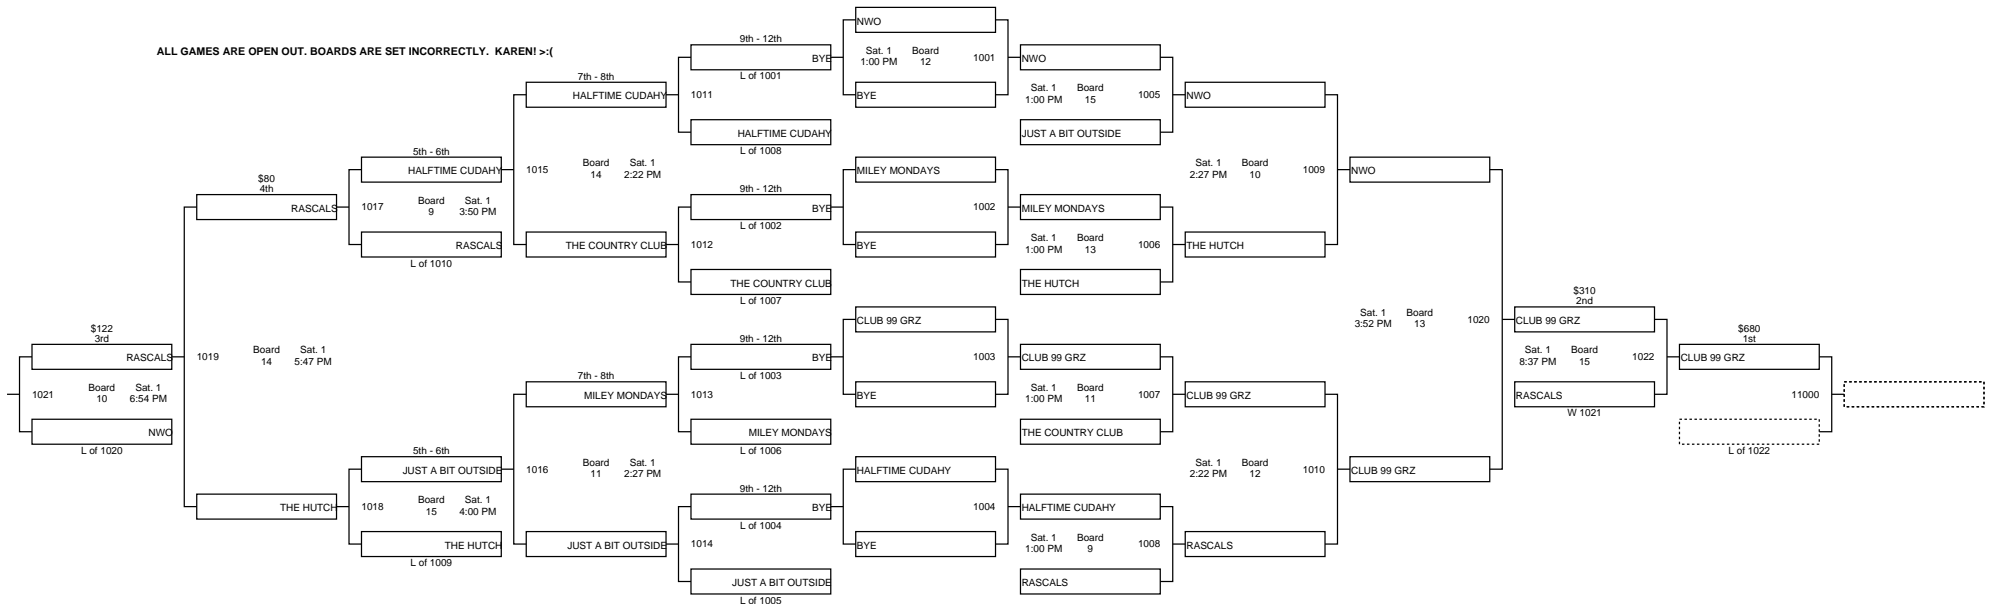 ALL GAMES ARE OPEN OUT. BOARDS ARE SET INCORRECTLY.  KAREN! >:(
$122
3rd
RASCALS
1021
Board
10
Sat. 1
6:54 PM
NWO
L of 1020
$80
4th
RASCALS
1019
Board
14
Sat. 1
5:47 PM
THE HUTCH
5th - 6th
HALFTIME CUDAHY
1017
Board
9
Sat. 1
3:50 PM
RASCALS
L of 1010
5th - 6th
JUST A BIT OUTSIDE
1018
Board
15
Sat. 1
4:00 PM
THE HUTCH
L of 1009
7th - 8th
HALFTIME CUDAHY
1015
Board
14
Sat. 1
2:22 PM
THE COUNTRY CLUB
7th - 8th
MILEY MONDAYS
1016
Board
11
Sat. 1
2:27 PM
JUST A BIT OUTSIDE
9th - 12th
BYE
L of 1001
1011
HALFTIME CUDAHY
L of 1008
9th - 12th
BYE
L of 1002
1012
THE COUNTRY CLUB
L of 1007
9th - 12th
BYE
L of 1003
1013
MILEY MONDAYS
L of 1006
9th - 12th
BYE
L of 1004
1014
JUST A BIT OUTSIDE
L of 1005
NWO
Sat. 1
1:00 PM
Board
12
1001
BYE
MILEY MONDAYS
1002
BYE
CLUB 99 GRZ
1003
BYE
HALFTIME CUDAHY
1004
BYE
NWO
Sat. 1
1:00 PM
Board
15
1005
JUST A BIT OUTSIDE
MILEY MONDAYS
Sat. 1
1:00 PM
Board
13
1006
THE HUTCH
CLUB 99 GRZ
Sat. 1
1:00 PM
Board
11
1007
THE COUNTRY CLUB
HALFTIME CUDAHY
Sat. 1
1:00 PM
Board
9
1008
RASCALS
NWO
Sat. 1
2:27 PM
Board
10
1009
THE HUTCH
CLUB 99 GRZ
Sat. 1
2:22 PM
Board
12
1010
RASCALS
NWO
Sat. 1
3:52 PM
Board
13
1020
CLUB 99 GRZ
$310
2nd
CLUB 99 GRZ
Sat. 1
8:37 PM
Board
15
1022
RASCALS
W 1021
$680
1st
CLUB 99 GRZ
11000
L of 1022